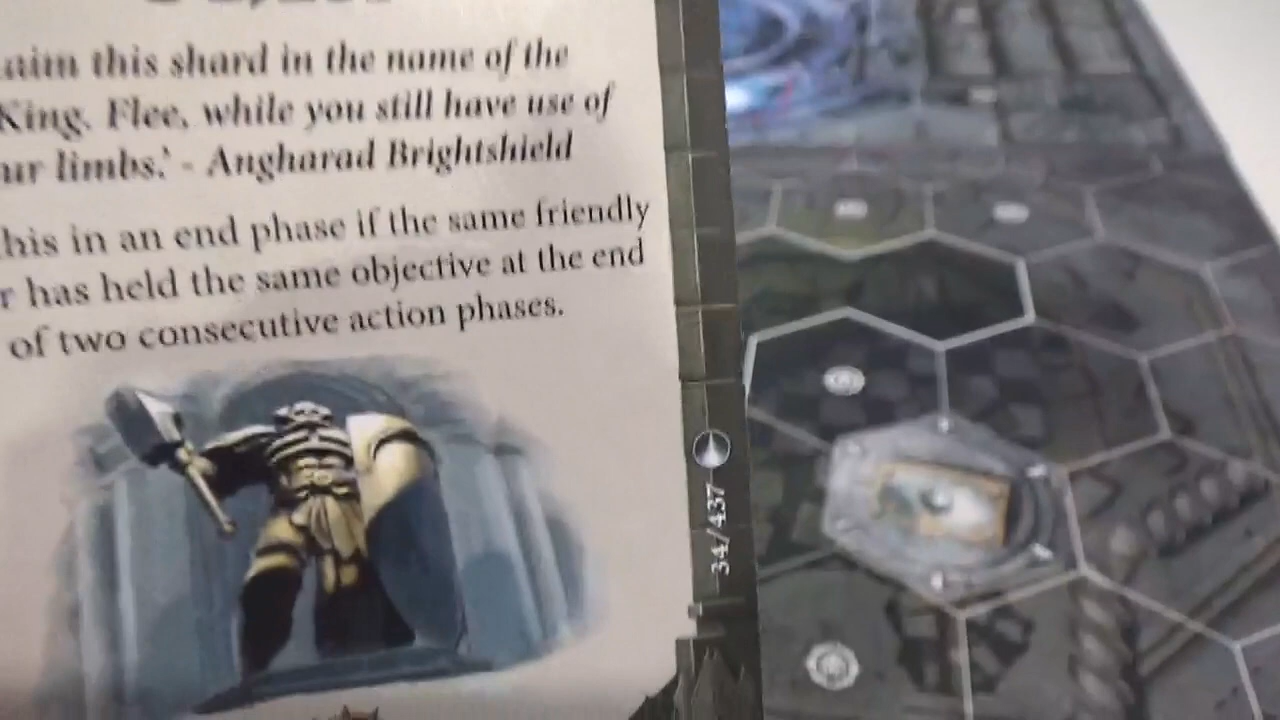 aim this shard in the name of the
King. Flee, while you still have use of
ur limbs.' - Angharad Brightshield
his in an end phase if the same friendly
r has held the same objective at the end
of two consecutive action phases.
34/437